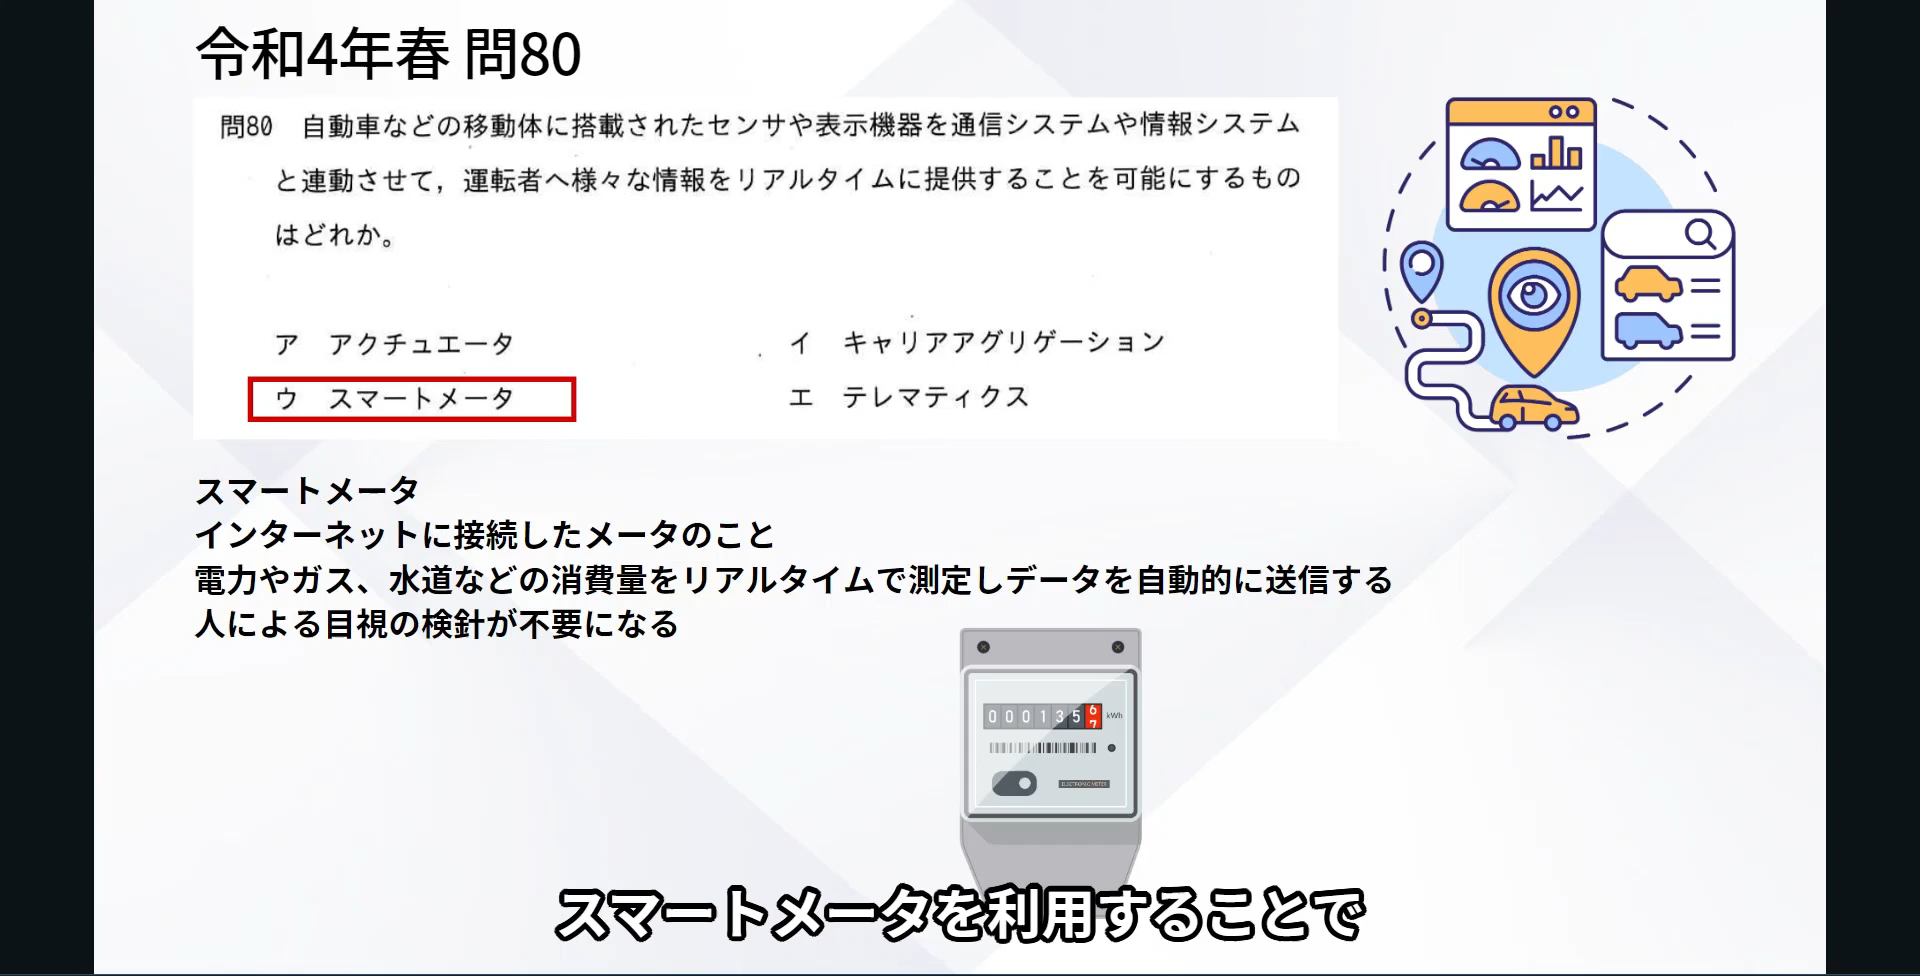 令和4年春 問80
問80 自動車などの移動体に搭載されたセンサや表示機器を通信システムや情報システム
と連動させて，運転者へ様々な情報をリアルタイムに提供することを可能にするもの
はどれか。
ア アクチュエータ
イ キャリアアグリゲーション
ウ スマートメータ
エ テレマティクス
スマートメータ
インターネットに接続したメータのこと
電力やガス、水道などの消費量をリアルタイムで測定しデータを自動的に送信する
人による目視の検針が不要になる
0 0 0 1 3 5 6 7 kWh
ELECTRONIC METER
スマートメータを利用することで